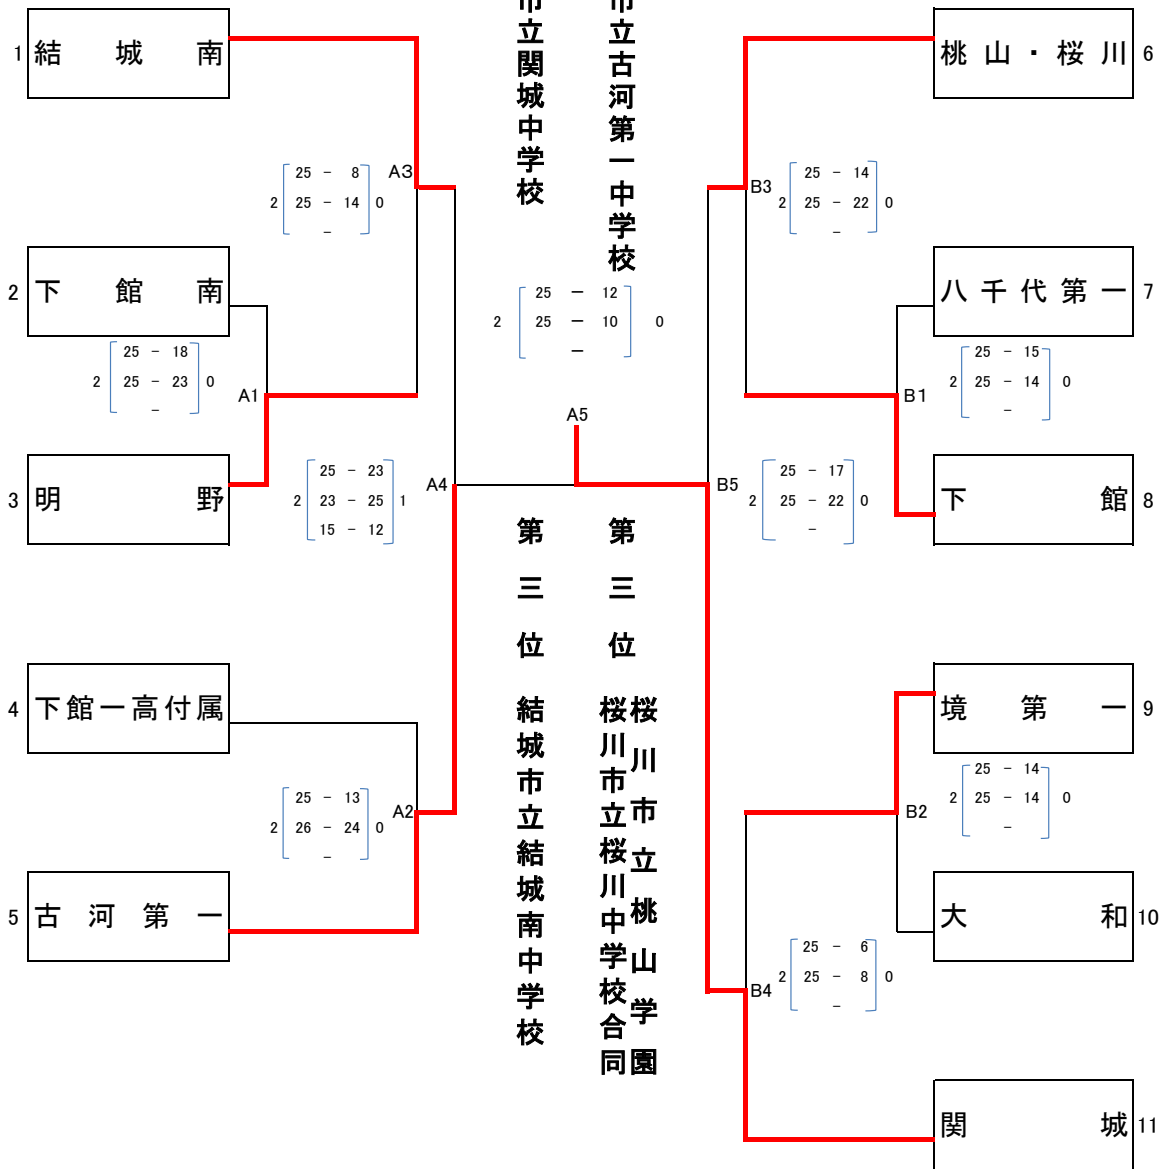 市立関城中学校
市立古河第一中学校
1 結城南
2 下館南
3 明野
4 下館一高付属
5 古河第一
桃山・桜川 6
八千代第一 7
下館 8
境第一 9
大和 10
関城 11
A3
25 - 8
2 25 - 14 0
-
A1
25 - 18
2 25 - 23 0
-
A4
25 - 23
2 23 - 25 1
15 - 12
A2
25 - 13
2 26 - 24 0
-
A5
25 - 12
2 25 - 10 0
-
B3
25 - 14
2 25 - 22 0
-
B1
25 - 15
2 25 - 14 0
-
B5
25 - 17
2 25 - 22 0
-
B2
25 - 14
2 25 - 14 0
-
B4
25 - 6
2 25 - 8 0
-
第三位 桜川市立桃山学園
桜川市立桜川中学校合同
第三位 結城市立結城南中学校